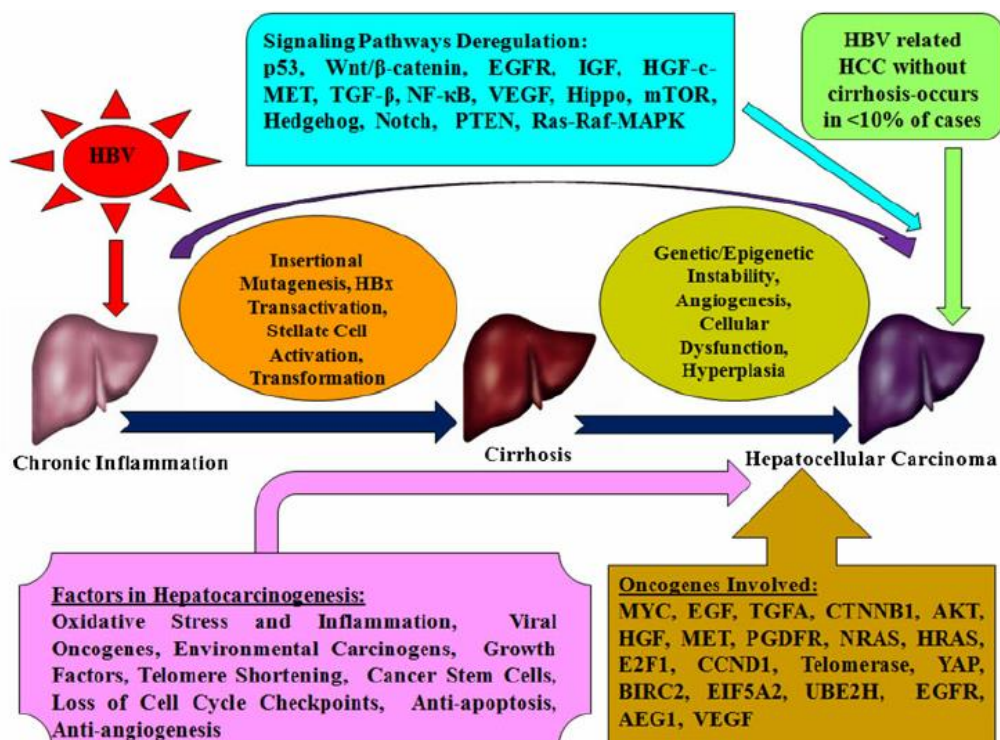 Signaling Pathways Deregulation:
p53, Wnt/β-catenin, EGFR, IGF, HGF-c-
MET, TGF-β, NF-κB, VEGF, Hippo, mTOR,
Hedgehog, Notch, PTEN, Ras-Raf-MAPK
HBV related
HCC without
cirrhosis-occurs
in <10% of cases
HBV
Insertional
Mutagenesis, HBx
Transactivation,
Stellate Cell
Activation,
Transformation
Genetic/Epigenetic
Instability,
Angiogenesis,
Cellular
Dysfunction,
Hyperplasia
Chronic Inflammation
Cirrhosis
Hepatocellular Carcinoma
Factors in Hepatocarcinogenesis:
Oxidative Stress and Inflammation, Viral
Oncogenes, Environmental Carcinogens, Growth
Factors, Telomere Shortening, Cancer Stem Cells,
Loss of Cell Cycle Checkpoints, Anti-apoptosis,
Anti-angiogenesis
Oncogenes Involved:
MYC, EGF, TGFA, CTNNB1, AKT,
HGF, MET, PGDFR, NRAS, HRAS,
E2F1, CCND1, Telomerase, YAP,
BIRC2, EIF5A2, UBE2H, EGFR,
AEG1, VEGF